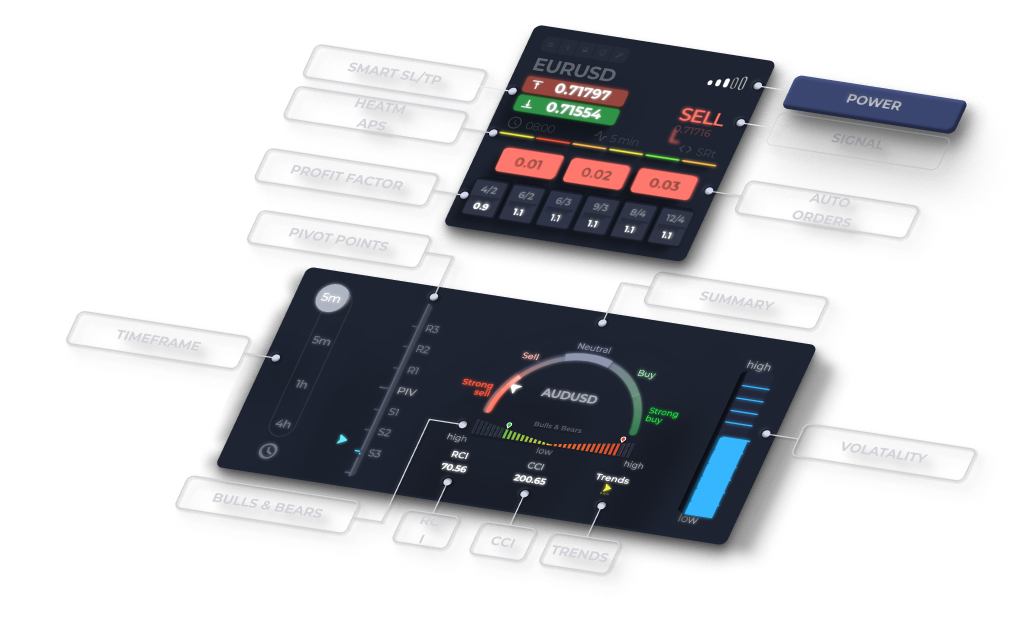 SMART SL/TP
HEATM
APS
PROFIT FACTOR
PIVOT POINTS
TIMEFRAME
BULLS & BEARS
EURUSD
0.71797
0.71554
SELL
0.71716
08:00
5 min
SRt
0.01
0.02
0.03
4/2
6/2
6/3
9/3
8/4
12/4
0.9
1.1
1.1
1.1
1.1
1.1
POWER
SIGNAL
AUTO
ORDERS
SUMMARY
VOLATALITY
5m
5m
1h
4h
R3
R2
R1
PIV
S1
S2
S3
Strong
sell
Sell
Neutral
Buy
Strong
buy
AUDUSD
Bulls & Bears
high
low
high
RCI
70.56
CCI
200.65
Trends
high
low
RC
I
CCI
TRENDS